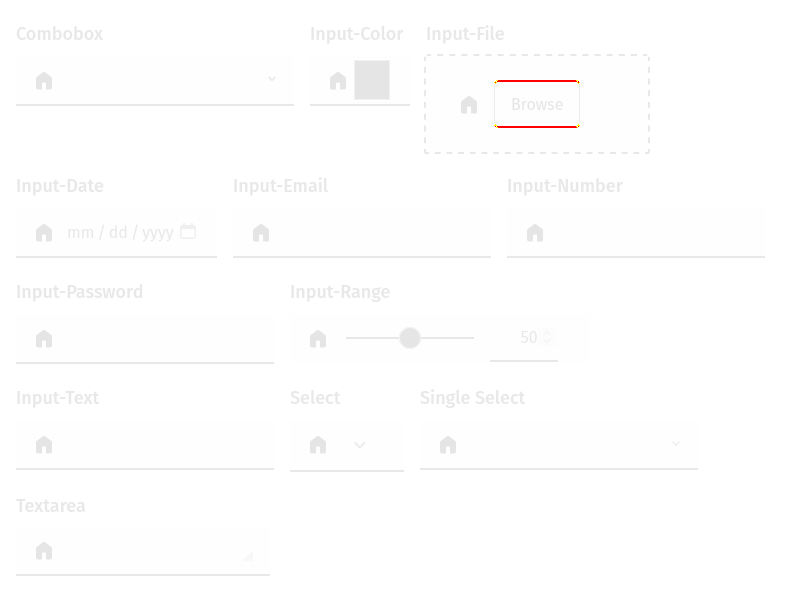 Combobox Input-Color Input-File
Browse
Input-Date Input-Email Input-Number
mm / dd / yyyy
Input-Password Input-Range
50
Input-Text Select Single Select
Textarea